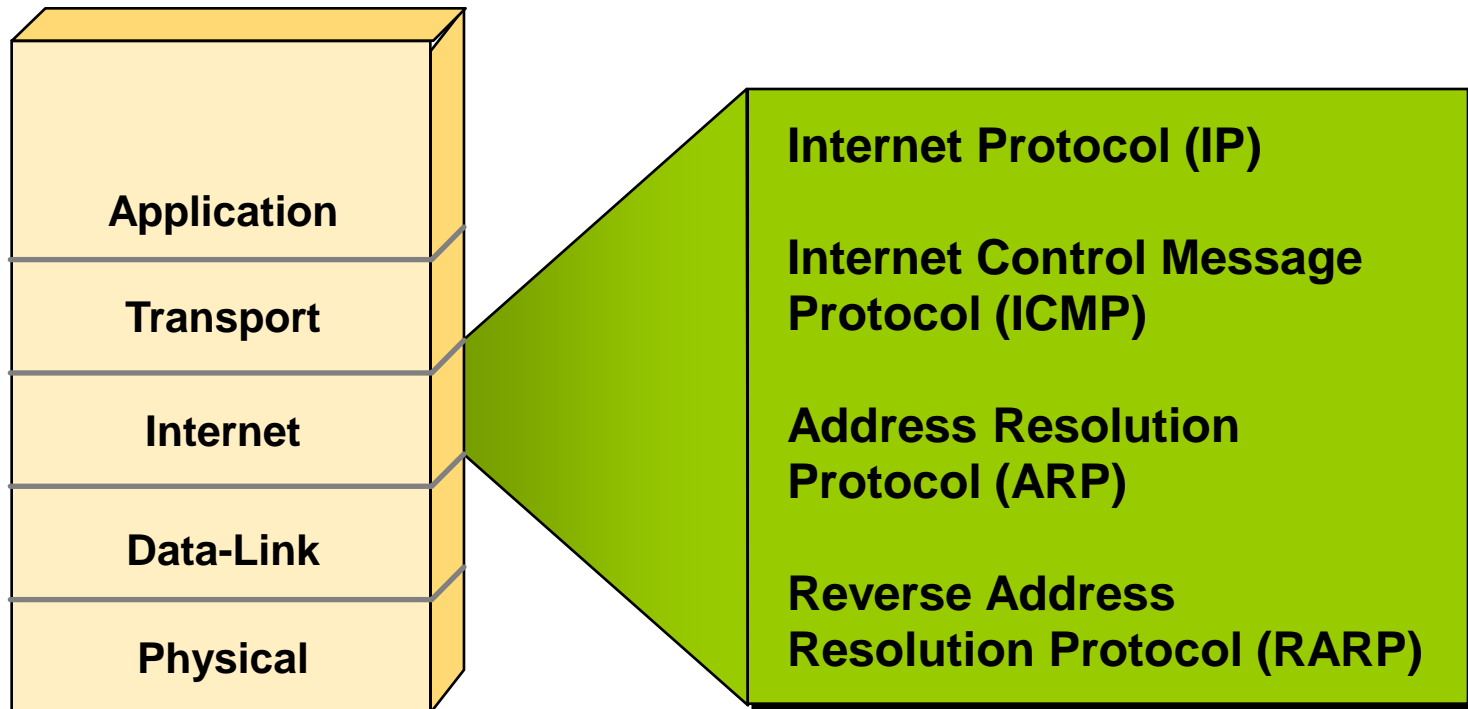 Application
Transport
Internet
Data-Link
Physical
Internet Protocol (IP)
Internet Control Message
Protocol (ICMP)
Address Resolution
Protocol (ARP)
Reverse Address
Resolution Protocol (RARP)